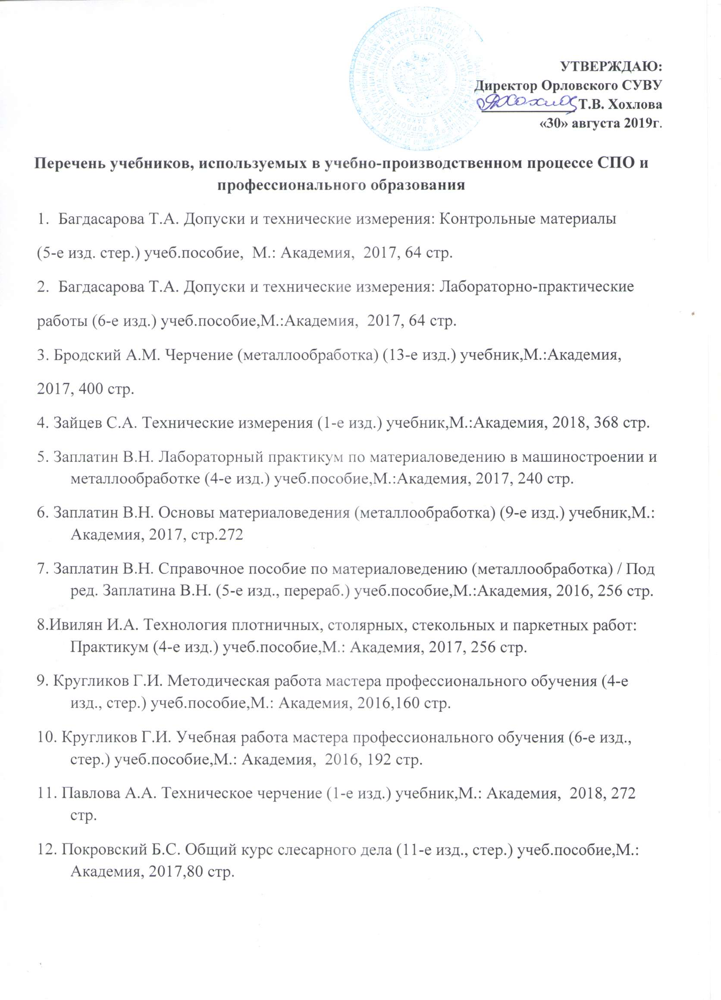 УТВЕРЖДАЮ:
Директор Орловского СУВУ
Т.В. Хохлова
«30» августа 2019г.
Перечень учебников, используемых в учебно-производственном процессе СПО и
профессионального образования
1. Багдасарова Т.А. Допуски и технические измерения: Контрольные материалы
(5-е изд. стер.) учеб.пособие, М.: Академия, 2017, 64 стр.
2. Багдасарова Т.А. Допуски и технические измерения: Лабораторно-практические
работы (6-е изд.) учеб.пособие,М.:Академия, 2017, 64 стр.
3. Бродский А.М. Черчение (металлообработка) (13-е изд.) учебник,М.:Академия,
2017, 400 стр.
4. Зайцев С.А. Технические измерения (1-е изд.) учебник,М.:Академия, 2018, 368 стр.
5. Заплатин В.Н. Лабораторный практикум по материаловедению в машиностроении и
металлообработке (4-е изд.) учеб.пособие,М.:Академия, 2017, 240 стр.
6. Заплатин В.Н. Основы материаловедения (металлообработка) (9-е изд.) учебник,М.:
Академия, 2017, стр.272
7. Заплатин В.Н. Справочное пособие по материаловедению (металлообработка) / Под
ред. Заплатина В.Н. (5-е изд., перераб.) учеб.пособие,М.:Академия, 2016, 256 стр.
8.Ивилян И.А. Технология плотничных, столярных, стекольных и паркетных работ:
Практикум (4-е изд.) учеб.пособие,М.: Академия, 2017, 256 стр.
9. Кругликов Г.И. Методическая работа мастера профессионального обучения (4-е
изд., стер.) учеб.пособие,М.: Академия, 2016,160 стр.
10. Кругликов Г.И. Учебная работа мастера профессионального обучения (6-е изд.,
стер.) учеб.пособие,М.: Академия, 2016, 192 стр.
11. Павлова А.А. Техническое черчение (1-е изд.) учебник,М.: Академия, 2018, 272
стр.
12. Покровский Б.С. Общий курс слесарного дела (11-е изд., стер.) учеб.пособие,М.:
Академия, 2017,80 стр.